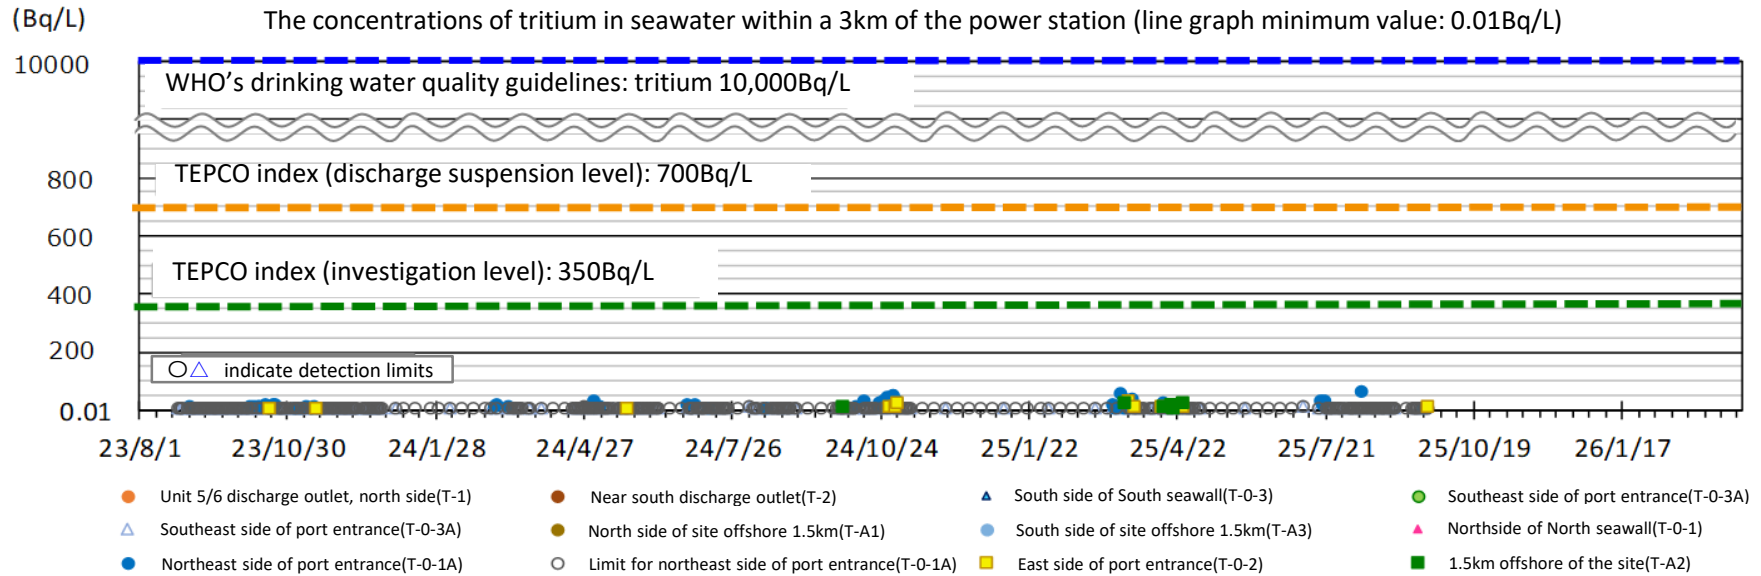 (Bq/L) The concentrations of tritium in seawater within a 3km of the power station (line graph minimum value: 0.01Bq/L)
10000
WHO's drinking water quality guidelines: tritium 10,000Bq/L
TEPCO index (discharge suspension level): 700Bq/L
800
600
TEPCO index (investigation level): 350Bq/L
400
200
○△ indicate detection limits
0.01
23/8/1 23/10/30 24/1/28 24/4/27 24/7/26 24/10/24 25/1/22 25/4/22 25/7/21 25/10/19 26/1/17
Unit 5/6 discharge outlet, north side(T-1) Near south discharge outlet(T-2) South side of South seawall(T-0-3) Southeast side of port entrance(T-0-3A)
Southeast side of port entrance(T-0-3A) North side of site offshore 1.5km(T-A1) South side of site offshore 1.5km(T-A3) Northside of North seawall(T-0-1)
Northeast side of port entrance(T-0-1A) Limit for northeast side of port entrance(T-0-1A) East side of port entrance(T-0-2) 1.5km offshore of the site(T-A2)